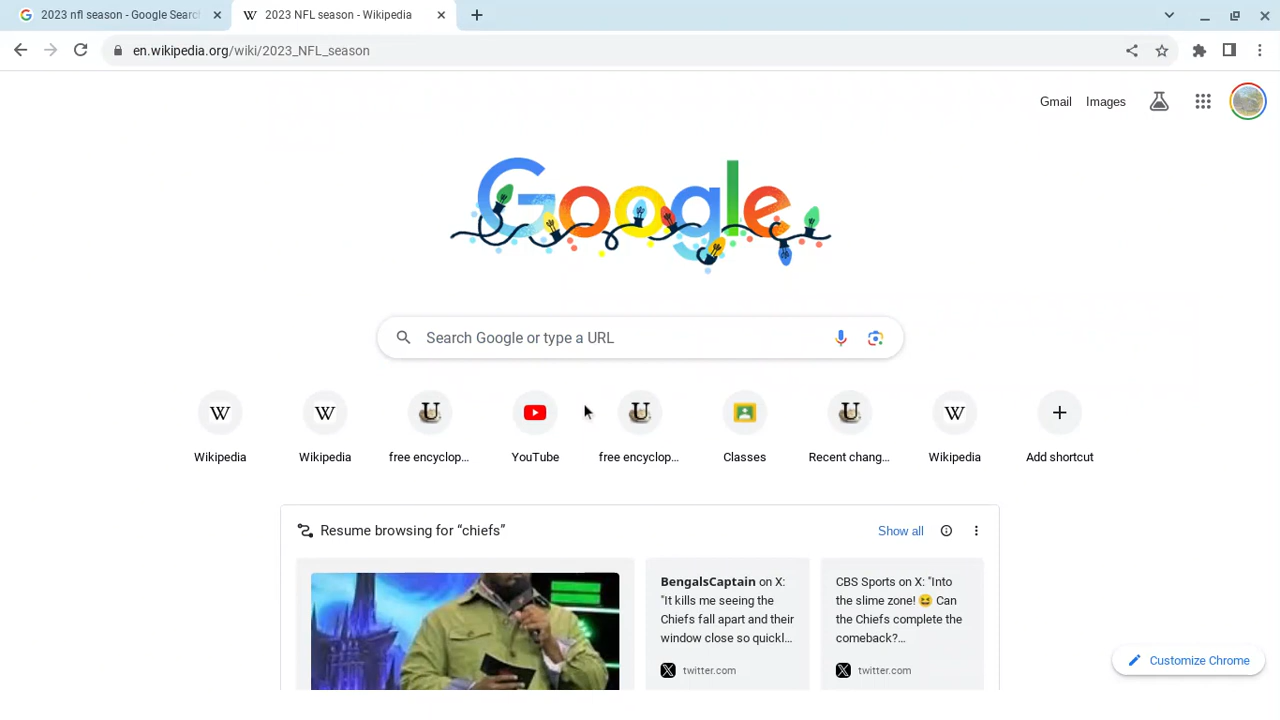 2023 nfl season - Google Searc
2023 NFL season - Wikipedia
en.wikipedia.org/wiki/2023_NFL_season
Gmail Images
Google
Search Google or type a URL
W W U YouTube U U W
Wikipedia
Wikipedia
free encyclop...
YouTube
free encyclop...
Classes
Recent chang...
Wikipedia
Add shortcut
Resume browsing for “chiefs”
Show all
BengalsCaptain on X:
"It kills me seeing the
Chiefs fall apart and their
window close so quickl...
twitter.com
CBS Sports on X: "Into
the slime zone! 😆 Can
the Chiefs complete the
comeback?...
twitter.com
Customize Chrome